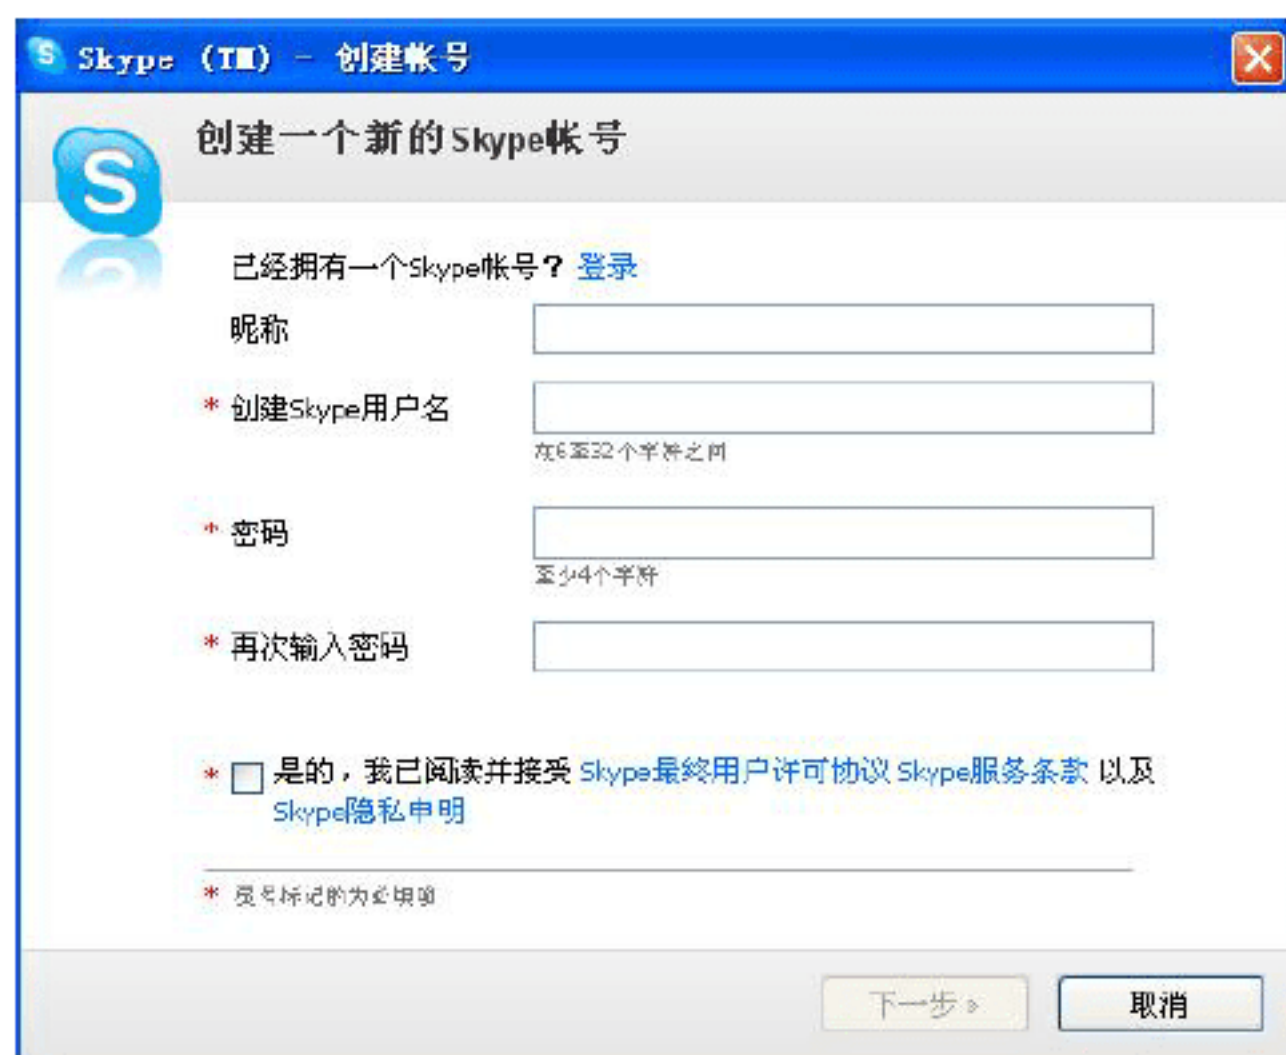 Skype (TM) - 创建帐号
创建一个新的Skype帐号
已经拥有一个Skype帐号？ 登录
昵称
* 创建Skype用户名
在6至32个字符之间
* 密码
至少4个字符
* 再次输入密码
* 是的，我已阅读并接受 Skype最终用户许可协议 Skype服务条款 以及
Skype隐私申明
* 星号标记的为必填项
下一步 »
取消